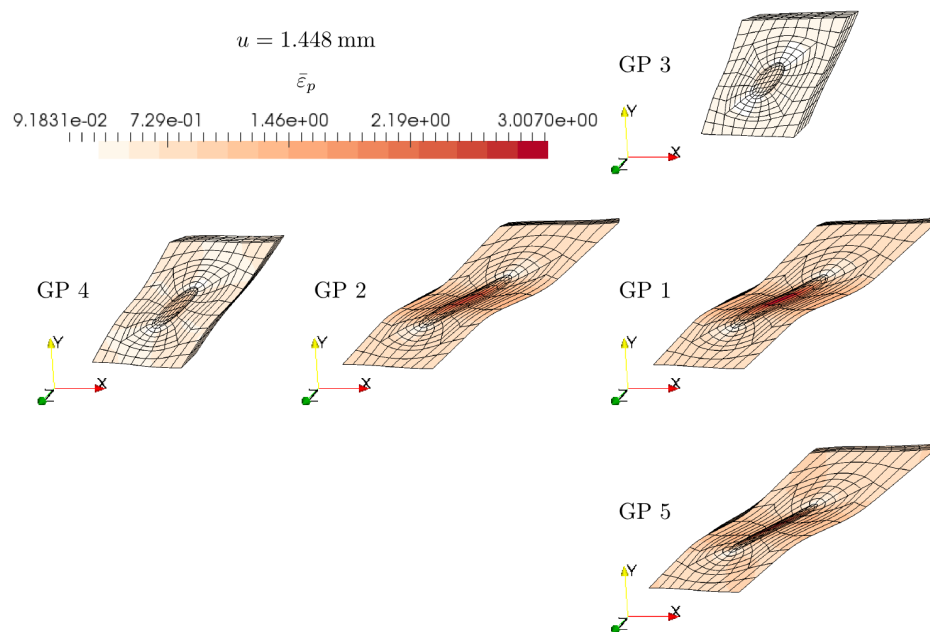 u = 1.448 mm
ε̄ₚ
9.1831e-02 7.29e-01 1.46e+00 2.19e+00 3.0070e+00
GP 3
Y
X
Z
GP 4
Y
X
Z
GP 2
Y
X
Z
GP 1
Y
X
Z
GP 5
Y
X
Z